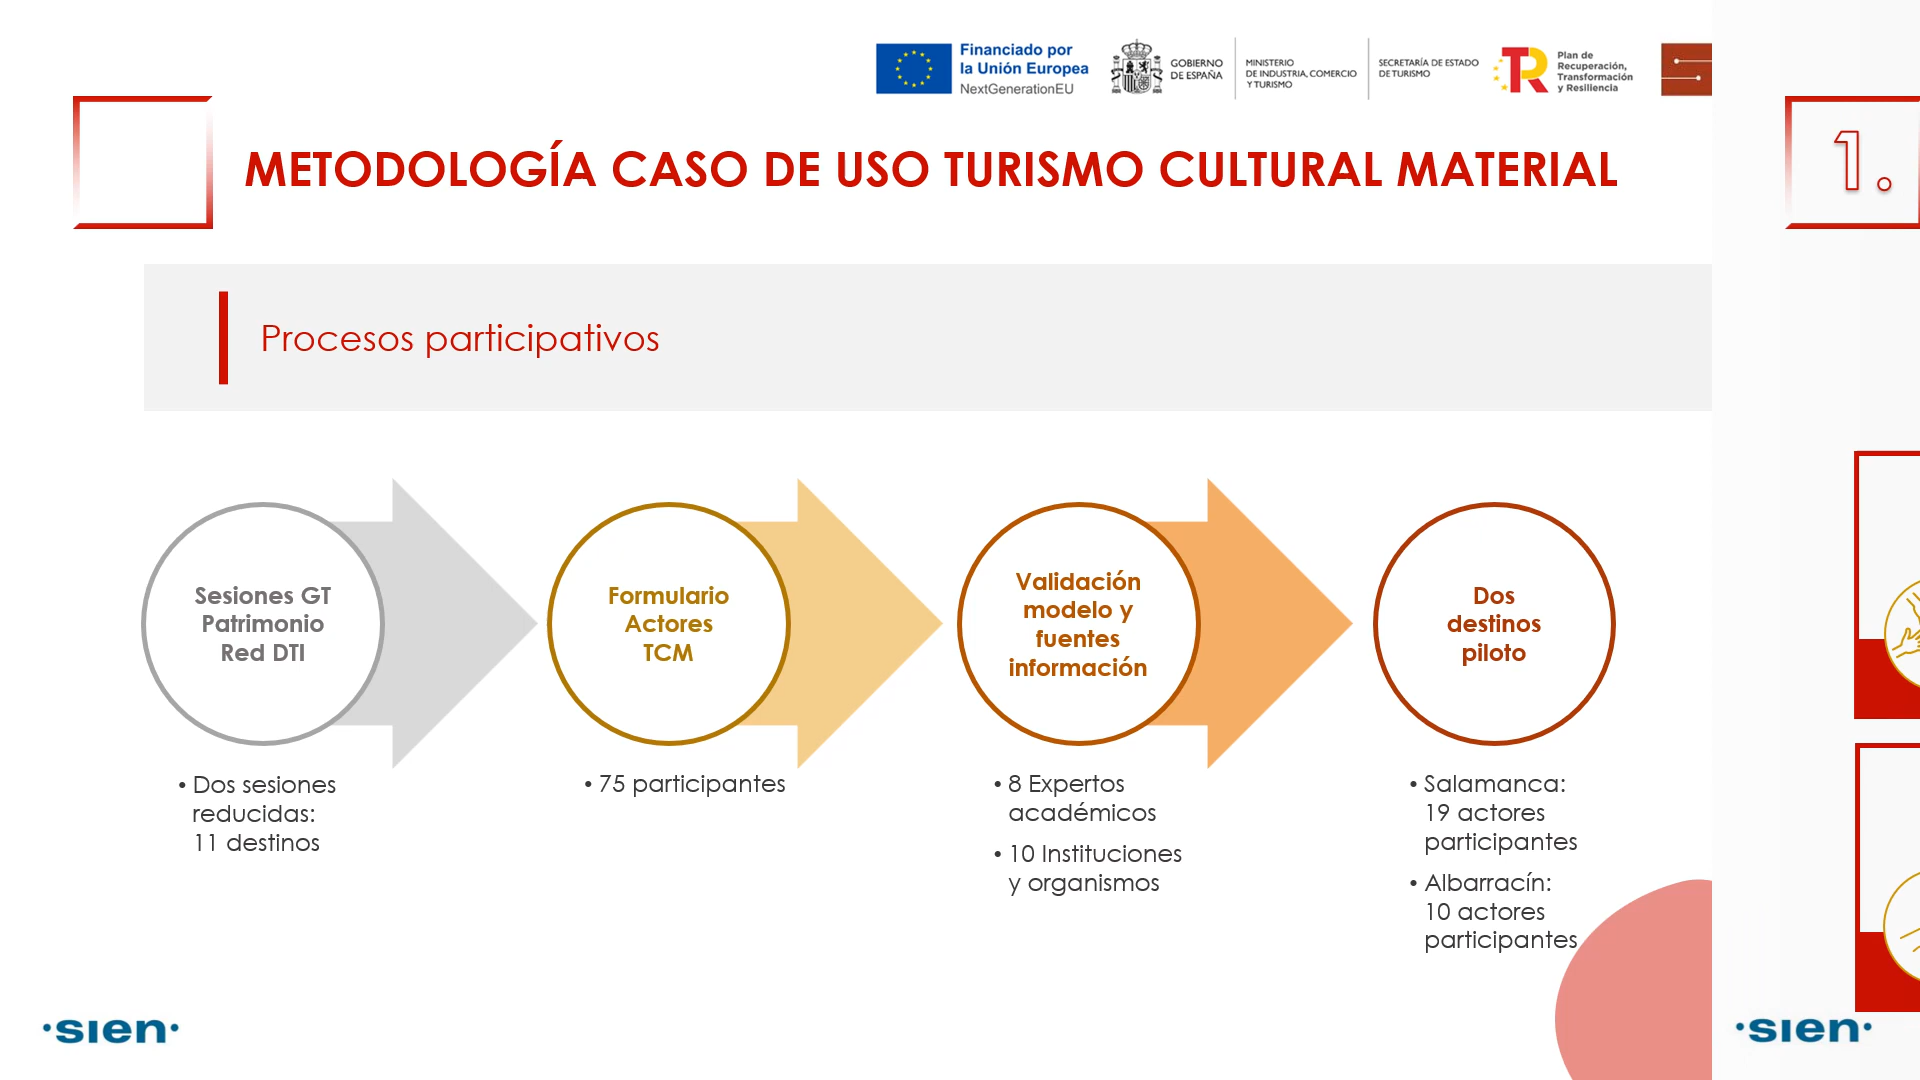 Financiado por
la Unión Europea
NextGenerationEU
GOBIERNO
DE ESPAÑA
MINISTERIO
DE INDUSTRIA, COMERCIO
Y TURISMO
SECRETARÍA DE ESTADO
DE TURISMO
TR
Plan de
Recuperación,
Transformación
y Resiliencia
METODOLOGÍA CASO DE USO TURISMO CULTURAL MATERIAL
1.
Procesos participativos
Sesiones GT
Patrimonio
Red DTI
• Dos sesiones
reducidas:
11 destinos
Formulario
Actores
TCM
• 75 participantes
Validación
modelo y
fuentes
información
• 8 Expertos
académicos
• 10 Instituciones
y organismos
Dos
destinos
piloto
• Salamanca:
19 actores
participantes
• Albarracín:
10 actores
participantes
·sıen·
·sıen·